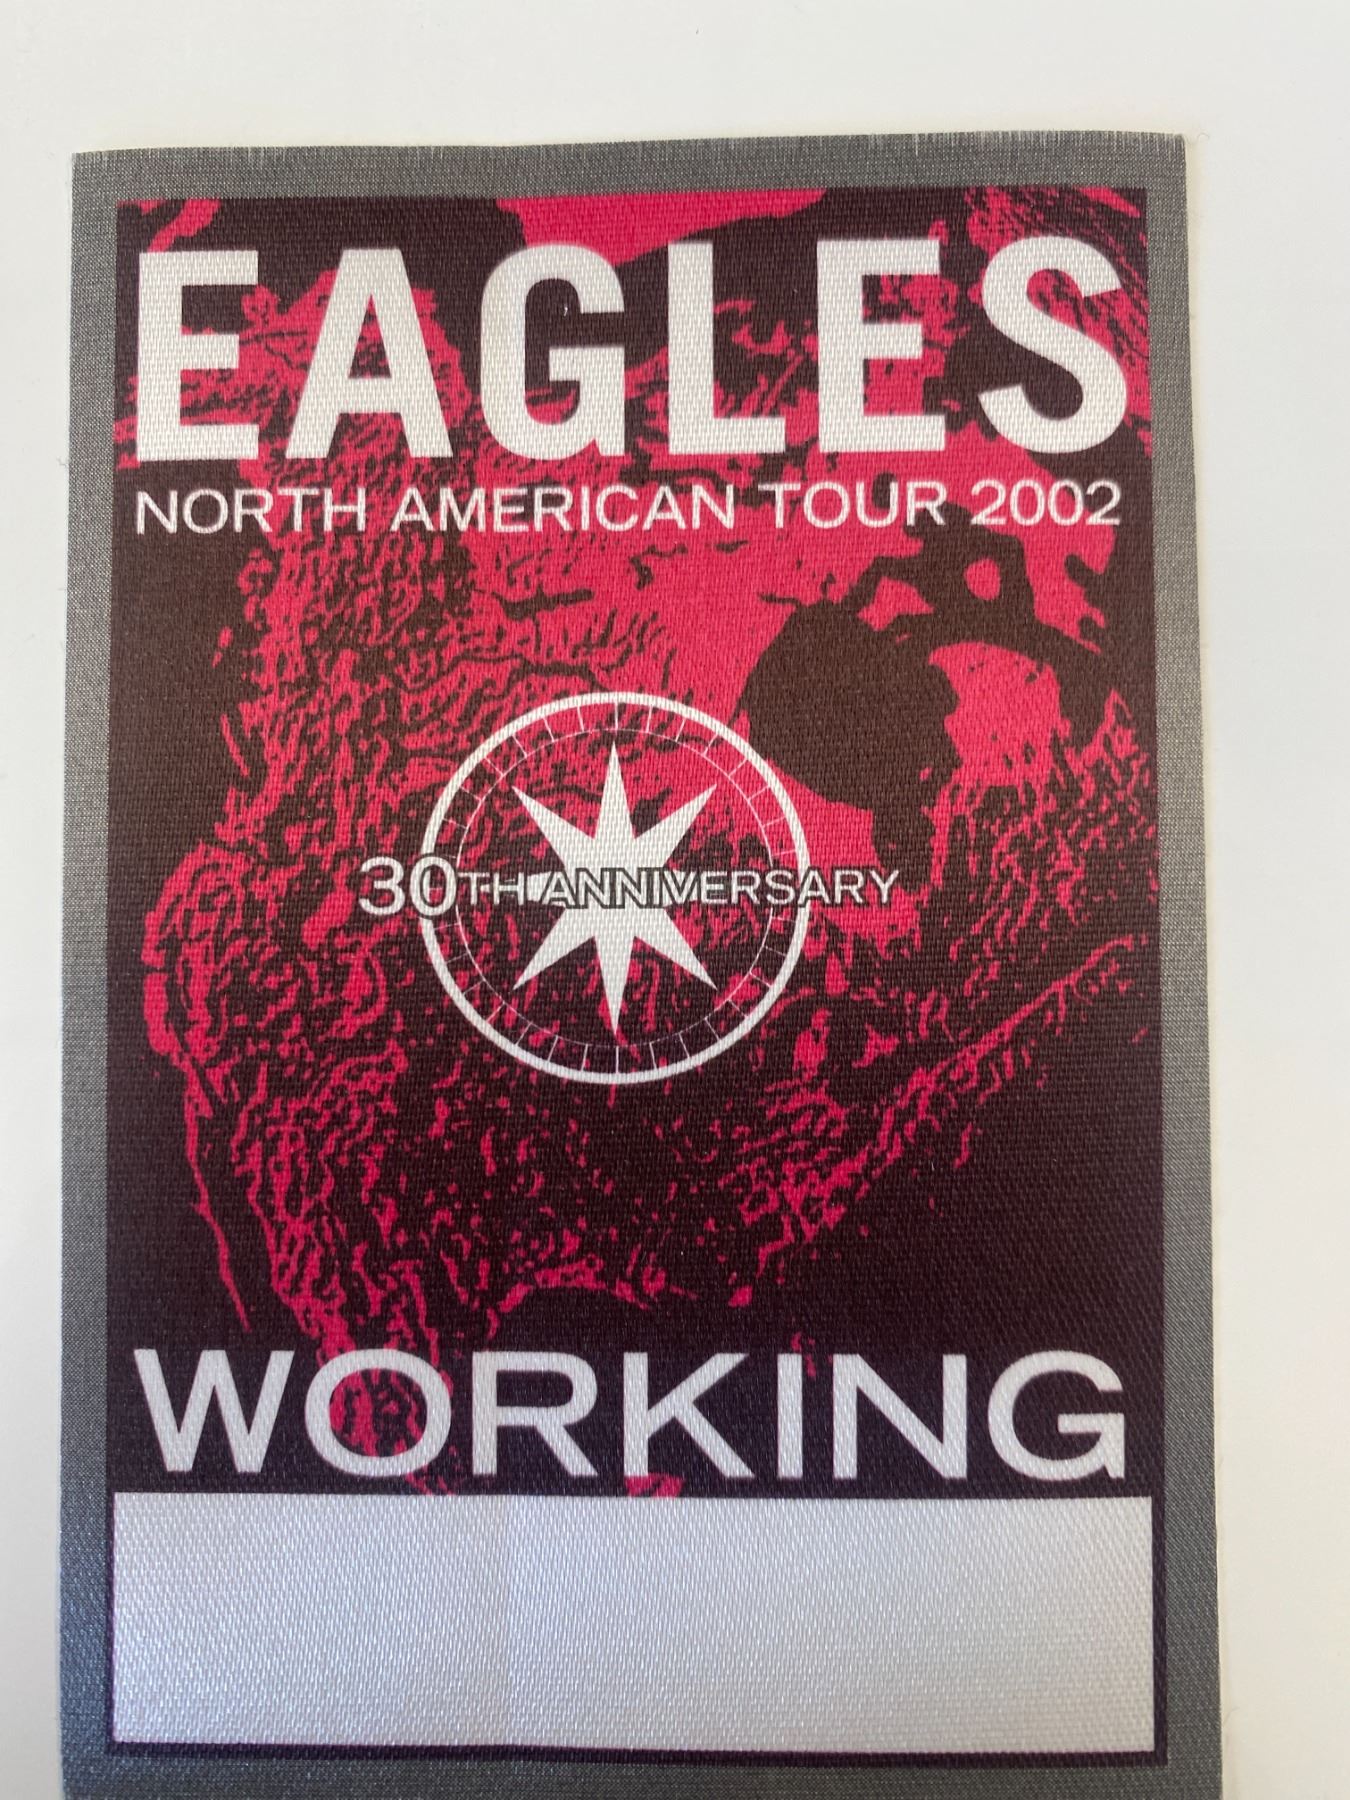 EAGLES
NORTH AMERICAN TOUR 2002
30TH ANNIVERSARY
WORKING